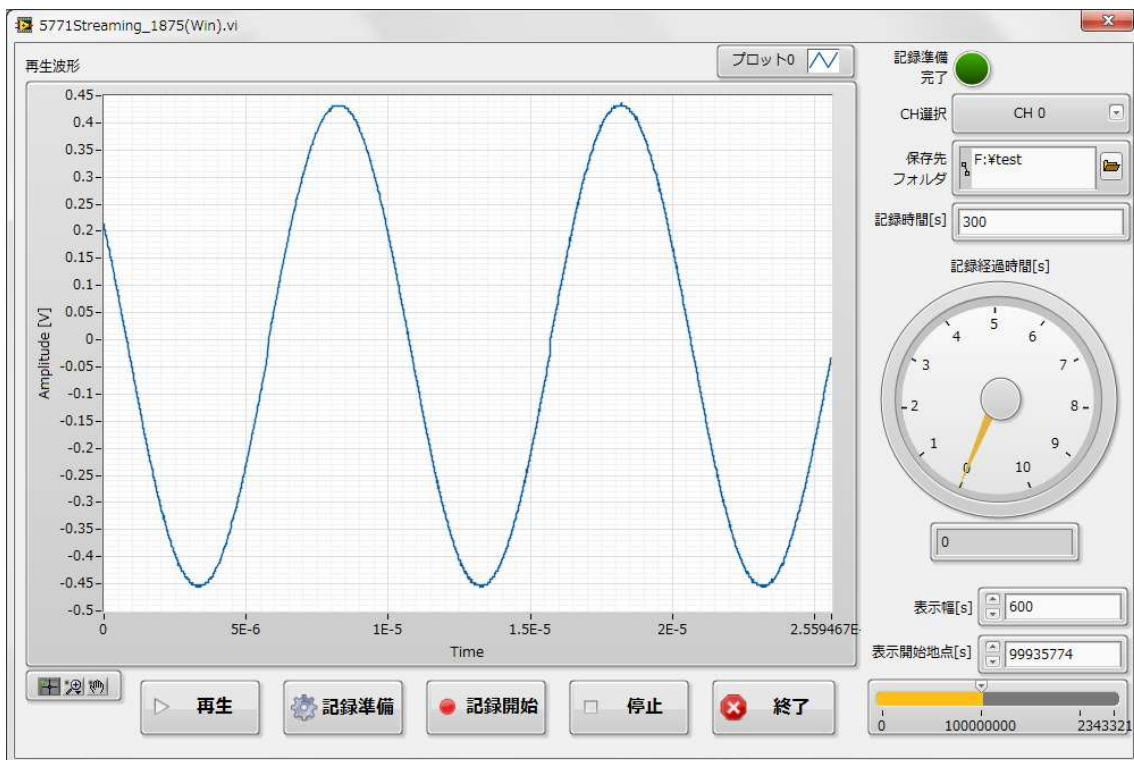 5771Streaming_1875(Win).vi
再生波形
プロット0
0.45
0.4
0.35
0.3
0.25
0.2
0.15
0.1
0.05
0
-0.05
-0.1
-0.15
-0.2
-0.25
-0.3
-0.35
-0.4
-0.45
-0.5
Amplitude [V]
0
5E-6
1E-5
1.5E-5
2E-5
2.559467E-
Time
再生
記録準備
記録開始
停止
終了
記録準備
完了
CH選択
CH 0
保存先
フォルダ
F:¥test
記録時間[s]
300
記録経過時間[s]
0
1
2
3
4
5
6
7
8
9
10
0
表示幅[s]
600
表示開始地点[s]
99935774
0
100000000
2343321